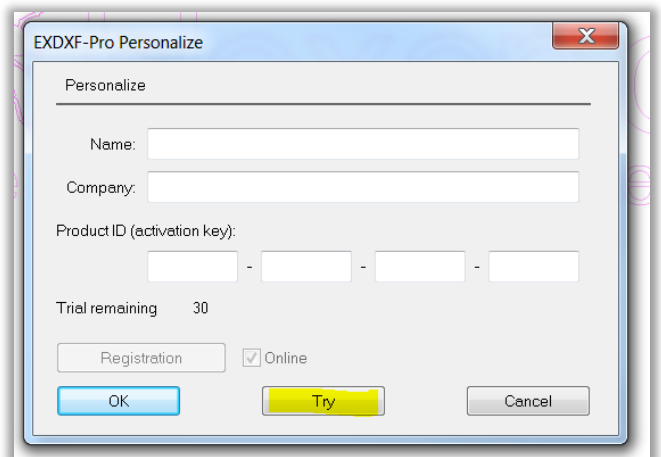 EXDXF-Pro Personalize
Personalize
Name:
Company:
Product ID (activation key):
- - -
Trial remaining 30
Registration Online
OK Try Cancel